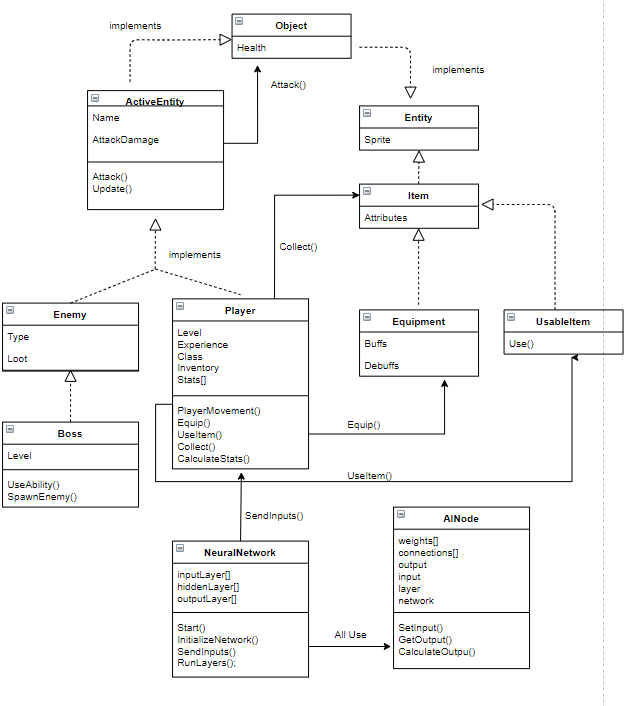 implements
Object
Health
implements
Attack()
ActiveEntity
Name
AttackDamage
Attack()
Update()
Entity
Sprite
Item
Attributes
Collect()
implements
Enemy
Type
Loot
Player
Level
Experience
Class
Inventory
Stats[]
PlayerMovement()
Equip()
UseItem()
Collect()
CalculateStats()
Equipment
Buffs
Debuffs
UsableItem
Use()
Equip()
Boss
Level
UseAbility()
SpawnEnemy()
UseItem()
SendInputs()
NeuralNetwork
inputLayer[]
hiddenLayer[]
outputLayer[]
Start()
InitializeNetwork()
SendInputs()
RunLayers();
All Use
AINode
weights[]
connections[]
output
input
layer
network
SetInput()
GetOutput()
CalculateOutpu()